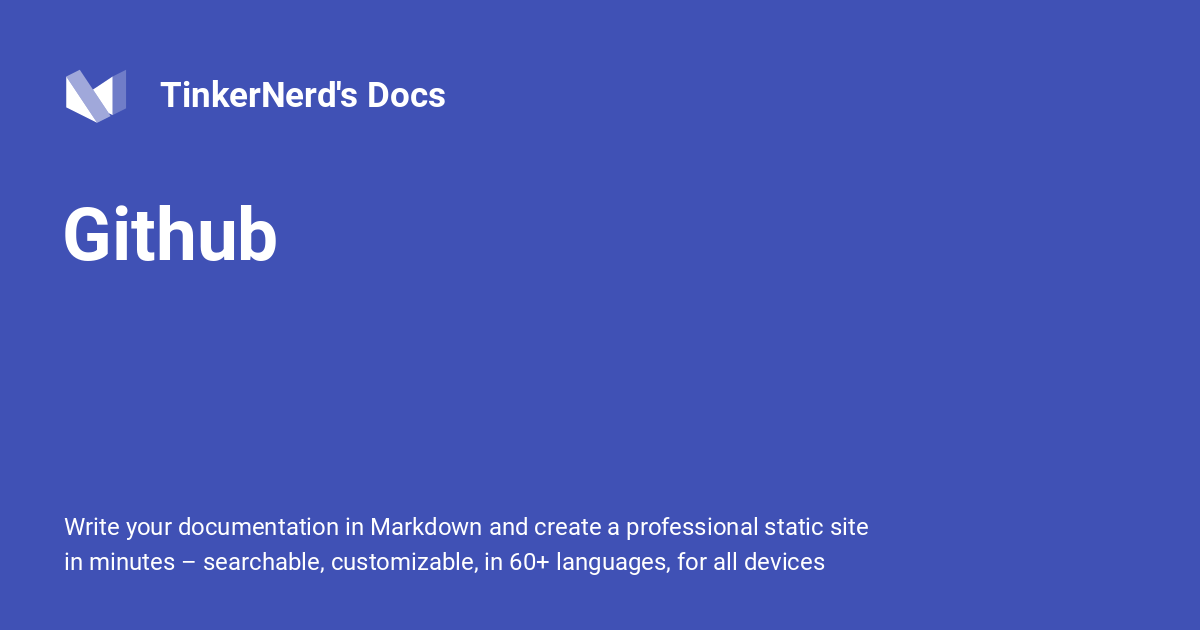 TinkerNerd's Docs
Github
Write your documentation in Markdown and create a professional static site
in minutes – searchable, customizable, in 60+ languages, for all devices